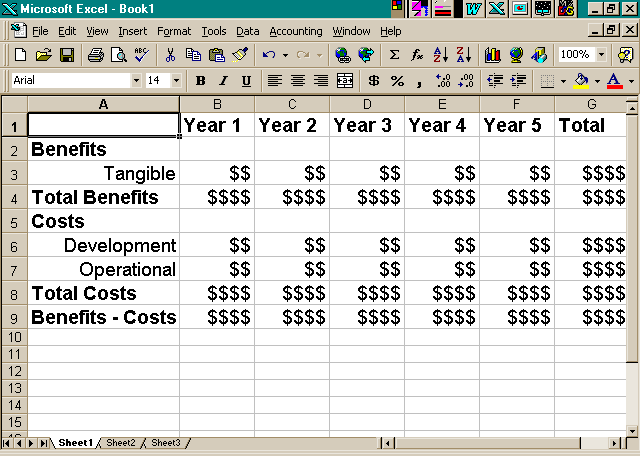 Microsoft Excel - Book1
File Edit View Insert Format Tools Data Accounting Window Help
ABC Σ fx A Z Z A 100% ?
Arial 14 B I U $ % , A
A B C D E F G
1 Year 1 Year 2 Year 3 Year 4 Year 5 Total
2 Benefits
3 Tangible $$ $$ $$ $$ $$ $$$$
4 Total Benefits $$$$ $$$$ $$$$ $$$$ $$$$ $$$$
5 Costs
6 Development $$ $$ $$ $$ $$ $$$$
7 Operational $$ $$ $$ $$ $$ $$$$
8 Total Costs $$$$ $$$$ $$$$ $$$$ $$$$ $$$$
9 Benefits - Costs $$$$ $$$$ $$$$ $$$$ $$$$ $$$$
10
11
12
13
14
15
Sheet1 Sheet2 Sheet3